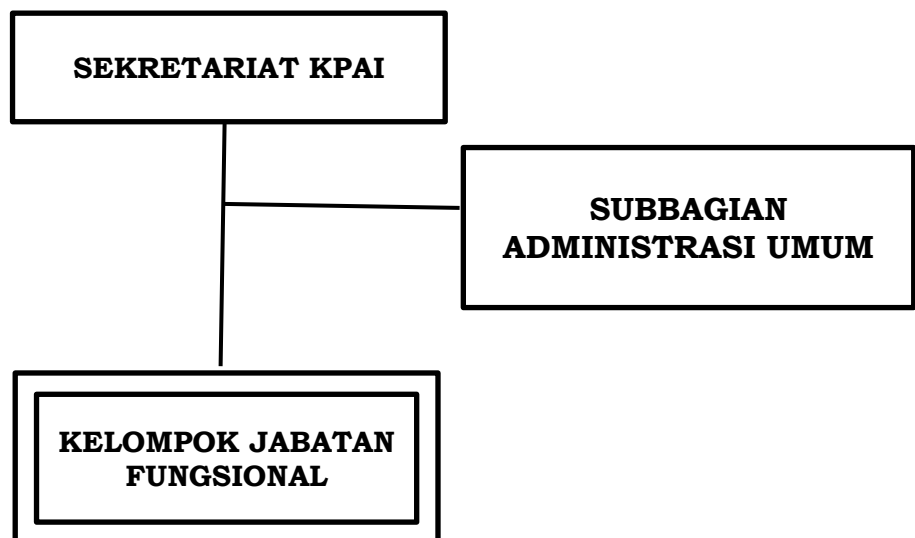 SEKRETARIAT KPAI
SUBBAGIAN
ADMINISTRASI UMUM
KELOMPOK JABATAN
FUNGSIONAL